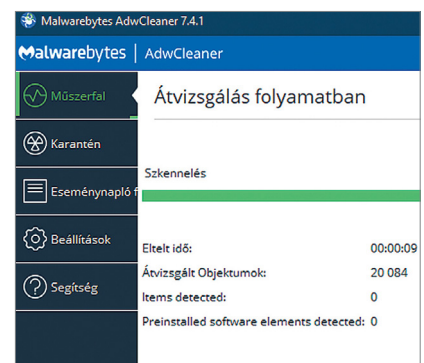 Malwarebytes AdwCleaner 7.4.1
Malwarebytes | AdwCleaner
Műszerfal
Átvizsgálás folyamatban
Karantén
Szkennelés
Eseménynapló f
Beállítások
Eltelt idő: 00:00:09
Átvizsgált Objektumok: 20 084
Segítség
Items detected: 0
Preinstalled software elements detected: 0